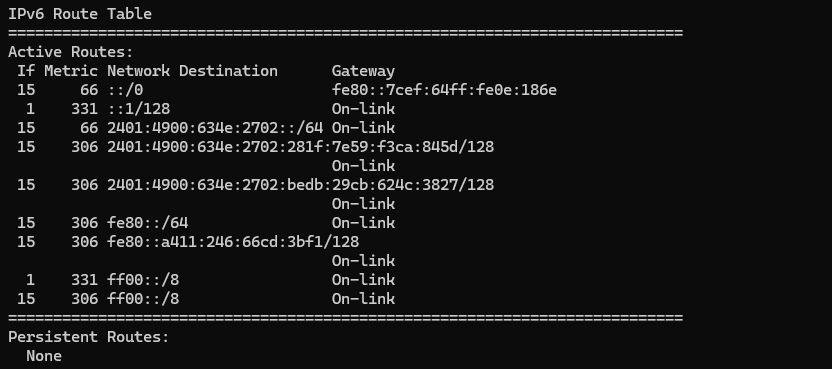 IPv6 Route Table
===========================================================================
Active Routes:
 If Metric Network Destination      Gateway
 15     66 ::/0                     fe80::7cef:64ff:fe0e:186e
  1    331 ::1/128                  On-link
 15     66 2401:4900:634e:2702::/64 On-link
 15    306 2401:4900:634e:2702:281f:7e59:f3ca:845d/128
                                    On-link
 15    306 2401:4900:634e:2702:bedb:29cb:624c:3827/128
                                    On-link
 15    306 fe80::/64                On-link
 15    306 fe80::a411:246:66cd:3bf1/128
                                    On-link
  1    331 ff00::/8                 On-link
 15    306 ff00::/8                 On-link
===========================================================================
Persistent Routes:
  None